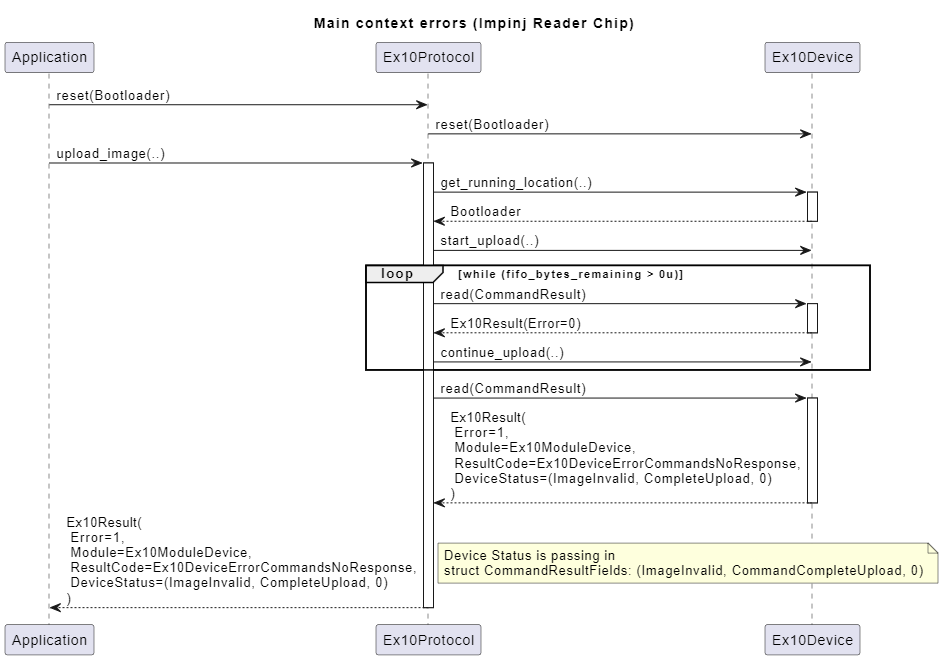 Main context errors (Impinj Reader Chip)
Application
Ex10Protocol
Ex10Device
reset(Bootloader)
reset(Bootloader)
upload_image(..)
get_running_location(..)
Bootloader
start_upload(..)
loop
[while (fifo_bytes_remaining > 0u)]
read(CommandResult)
Ex10Result(Error=0)
continue_upload(..)
read(CommandResult)
Ex10Result(
Error=1,
Module=Ex10ModuleDevice,
ResultCode=Ex10DeviceErrorCommandsNoResponse,
DeviceStatus=(ImageInvalid, CompleteUpload, 0)
)
Ex10Result(
Error=1,
Module=Ex10ModuleDevice,
ResultCode=Ex10DeviceErrorCommandsNoResponse,
DeviceStatus=(ImageInvalid, CompleteUpload, 0)
)
Device Status is passing in
struct CommandResultFields: (ImageInvalid, CommandCompleteUpload, 0)
Application
Ex10Protocol
Ex10Device